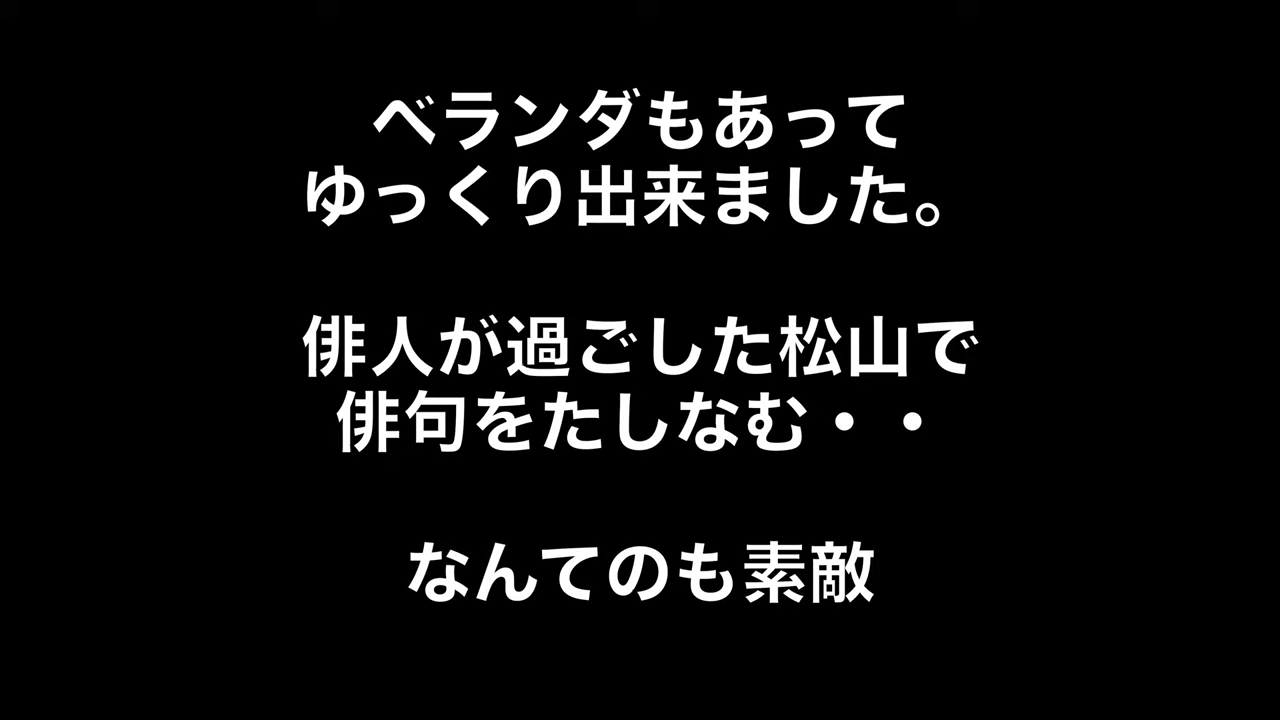 ベランダもあって
ゆっくり出来ました。
俳人が過ごした松山で
俳句をたしなむ・・
なんてのも素敵